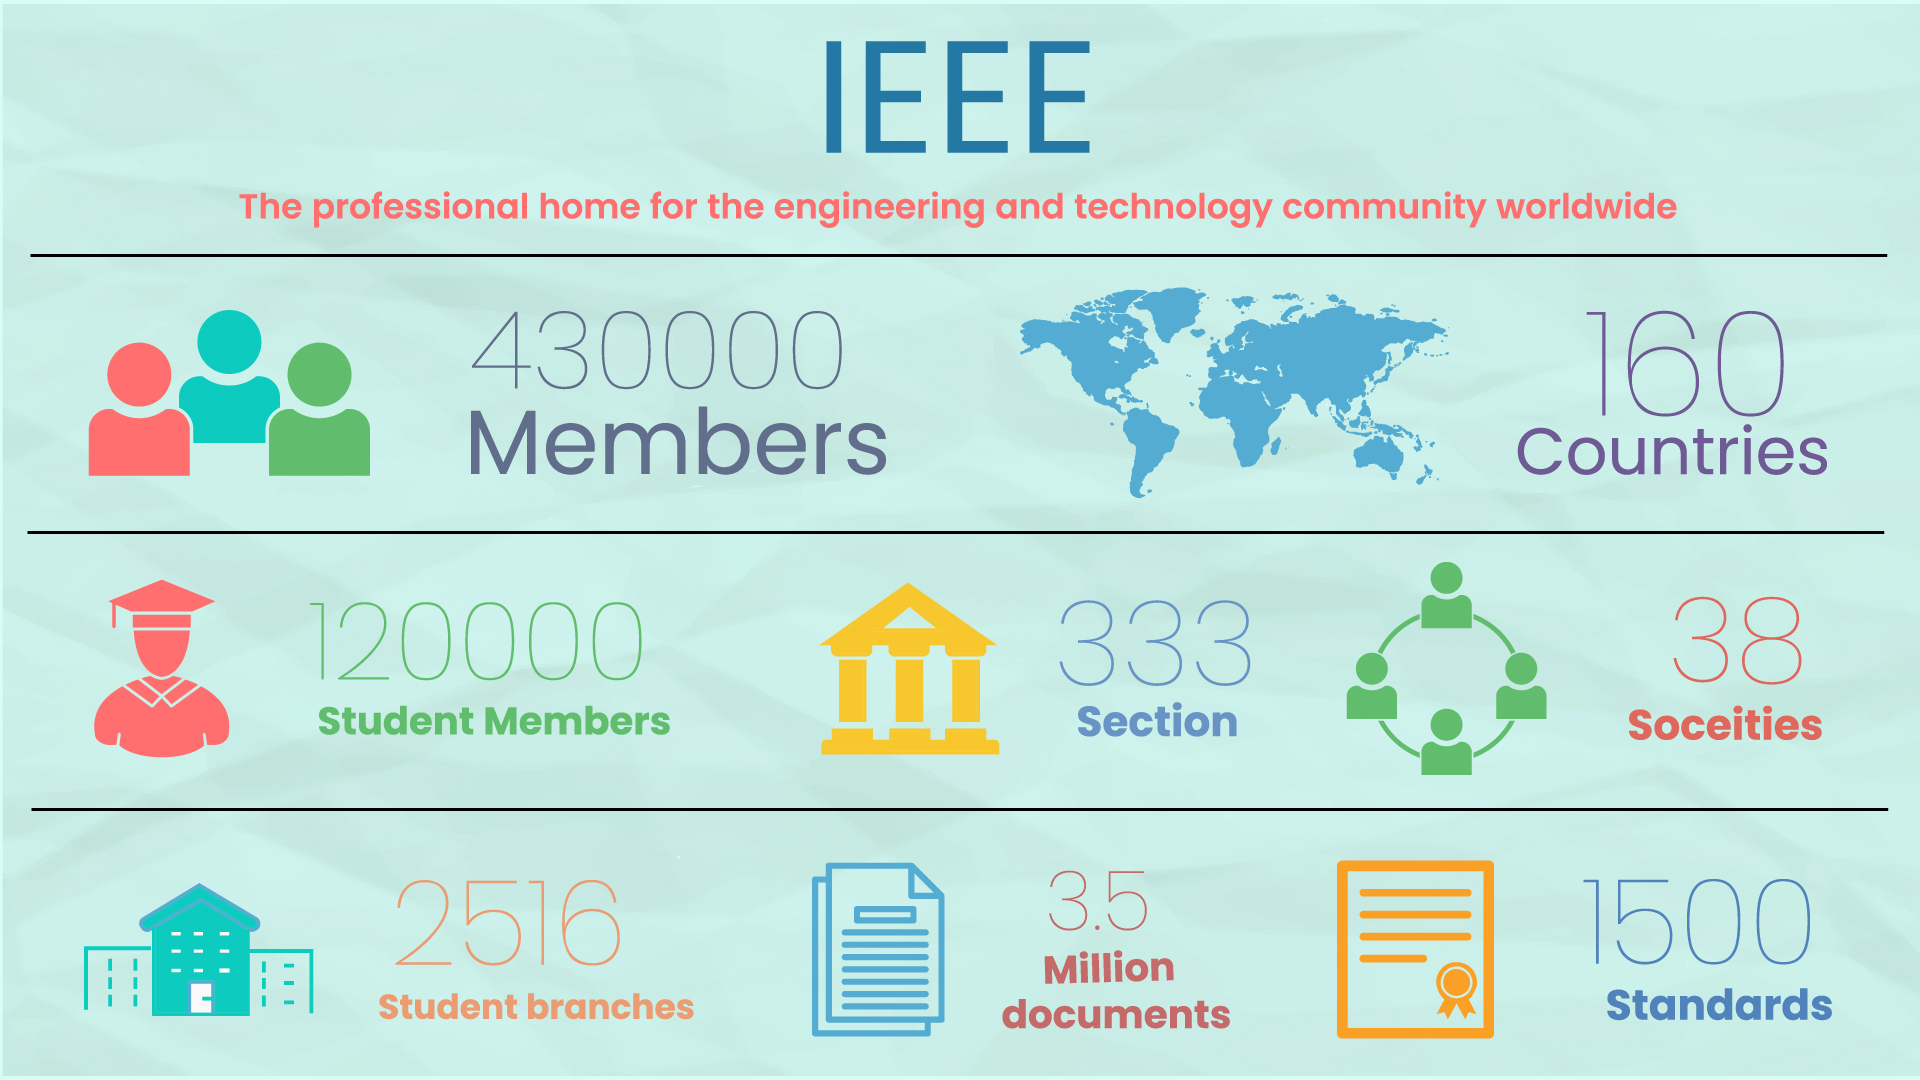 IEEE
The professional home for the engineering and technology community worldwide
430000
Members
160
Countries
120000
Student Members
333
Section
38
Soceities
2516
Student branches
3.5
Million
documents
1500
Standards